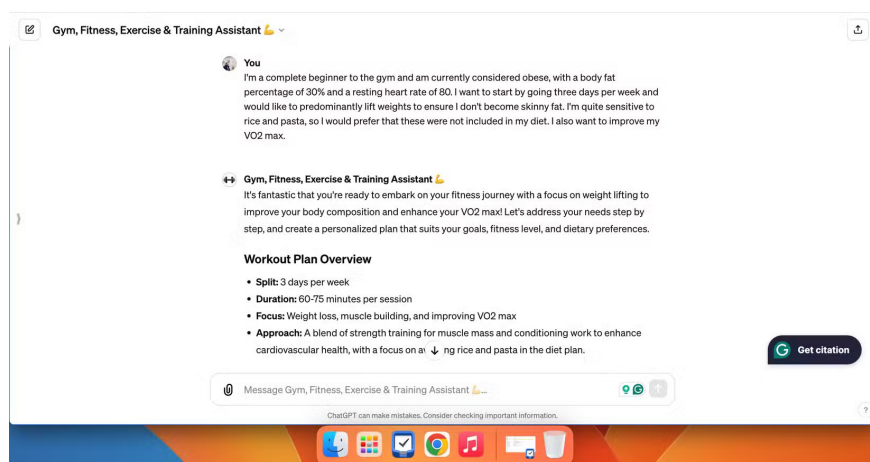 Gym, Fitness, Exercise & Training Assistant 💪
You
I'm a complete beginner to the gym and am currently considered obese, with a body fat
percentage of 30% and a resting heart rate of 80. I want to start by going three days per week and
would like to predominantly lift weights to ensure I don't become skinny fat. I'm quite sensitive to
rice and pasta, so I would prefer that these were not included in my diet. I also want to improve my
VO2 max.
Gym, Fitness, Exercise & Training Assistant 💪
It's fantastic that you're ready to embark on your fitness journey with a focus on weight lifting to
improve your body composition and enhance your VO2 max! Let's address your needs step by
step, and create a personalized plan that suits your goals, fitness level, and dietary preferences.
Workout Plan Overview
• Split: 3 days per week
• Duration: 60-75 minutes per session
• Focus: Weight loss, muscle building, and improving VO2 max
• Approach: A blend of strength training for muscle mass and conditioning work to enhance
cardiovascular health, with a focus on rice and pasta in the diet plan.
Get citation
Message Gym, Fitness, Exercise & Training Assistant 💪...
ChatGPT can make mistakes. Consider checking important information.
?